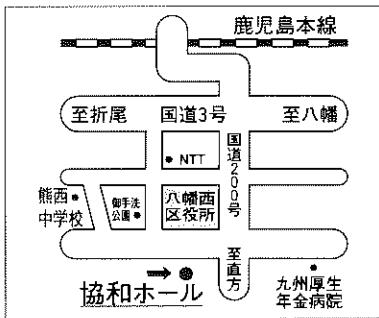 鹿児島本線
至折尾
国道3号
至八幡
NTT
国道200号
熊西
中学校
御手洗
公園
八幡西
区役所
至直方
協和ホール
九州厚生
年金病院